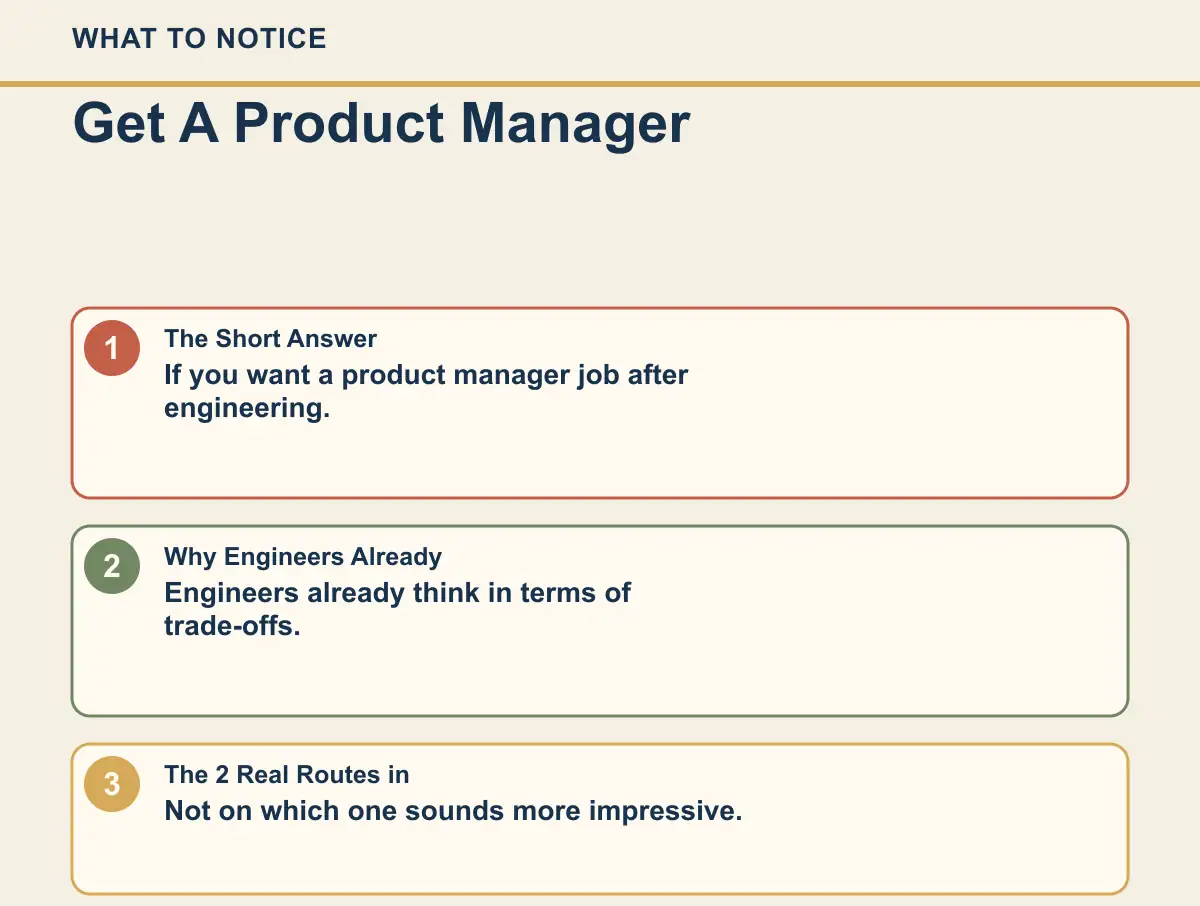 WHAT TO NOTICE
Get A Product Manager
1
The Short Answer
If you want a product manager job after
engineering.
2
Why Engineers Already
Engineers already think in terms of
trade-offs.
3
The 2 Real Routes in
Not on which one sounds more impressive.